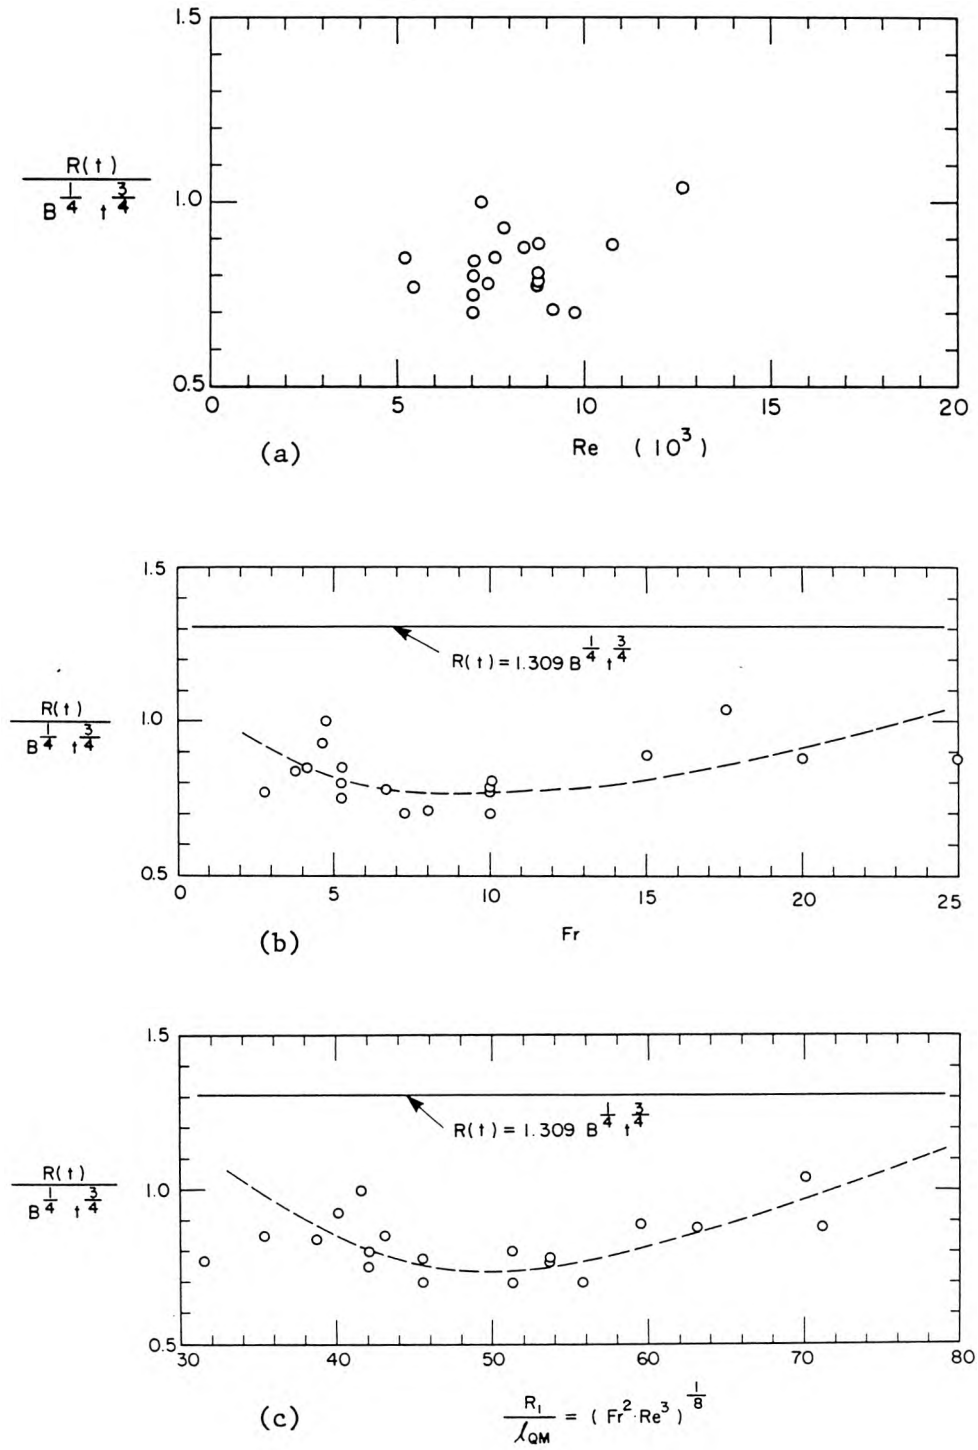 1.5
1.0
0.5
R(t)
B^1/4 t^3/4
0 5 10 15 20
(a) Re (10^3)
1.5
1.0
0.5
R(t)
B^1/4 t^3/4
R(t) = 1.309 B^1/4 t^3/4
0 5 10 15 20 25
(b) Fr
1.5
1.0
0.5
R(t)
B^1/4 t^3/4
R(t) = 1.309 B^1/4 t^3/4
30 40 50 60 70 80
(c) R₁/ℓQM = (Fr^2·Re^3)^1/8